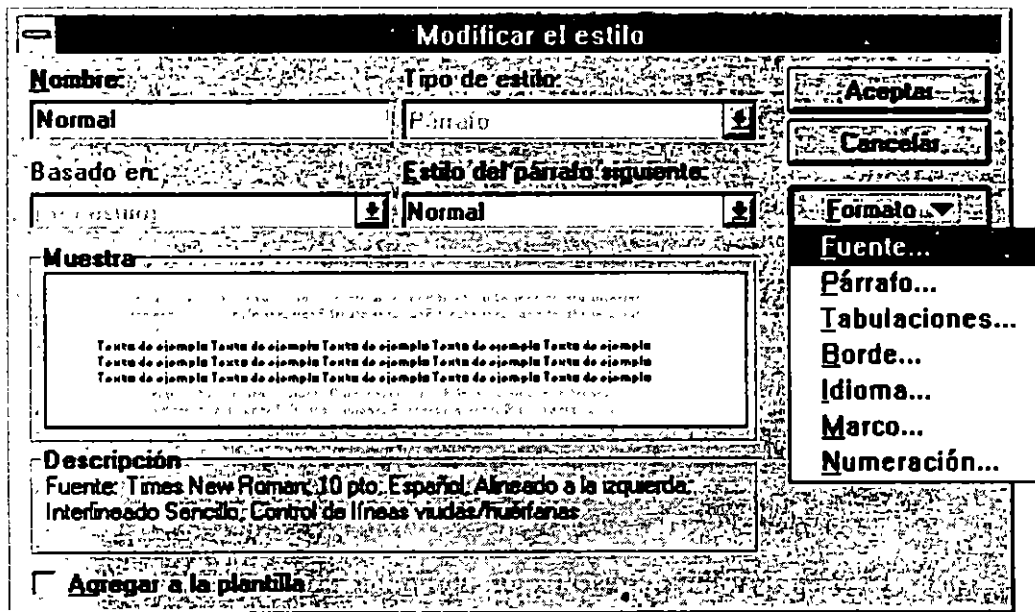 Modificar el estilo
Nombre:
Normal
Tipo de estilo:
Párrafo
Aceptar
Cancelar
Basado en:
Estilo del párrafo siguiente:
Normal
Formato
Fuente...
Párrafo...
Tabulaciones...
Borde...
Idioma...
Marco...
Numeración...
Muestra
Texto de ejemplo Texto de ejemplo Texto de ejemplo Texto de ejemplo Texto de ejemplo
Texto de ejemplo Texto de ejemplo Texto de ejemplo Texto de ejemplo Texto de ejemplo
Texto de ejemplo Texto de ejemplo Texto de ejemplo Texto de ejemplo Texto de ejemplo
Descripción
Fuente: Times New Roman, 10 pto, Español, Alineado a la izquierda,
Interlineado Sencillo, Control de líneas viudas/huérfanas
Agregar a la plantilla